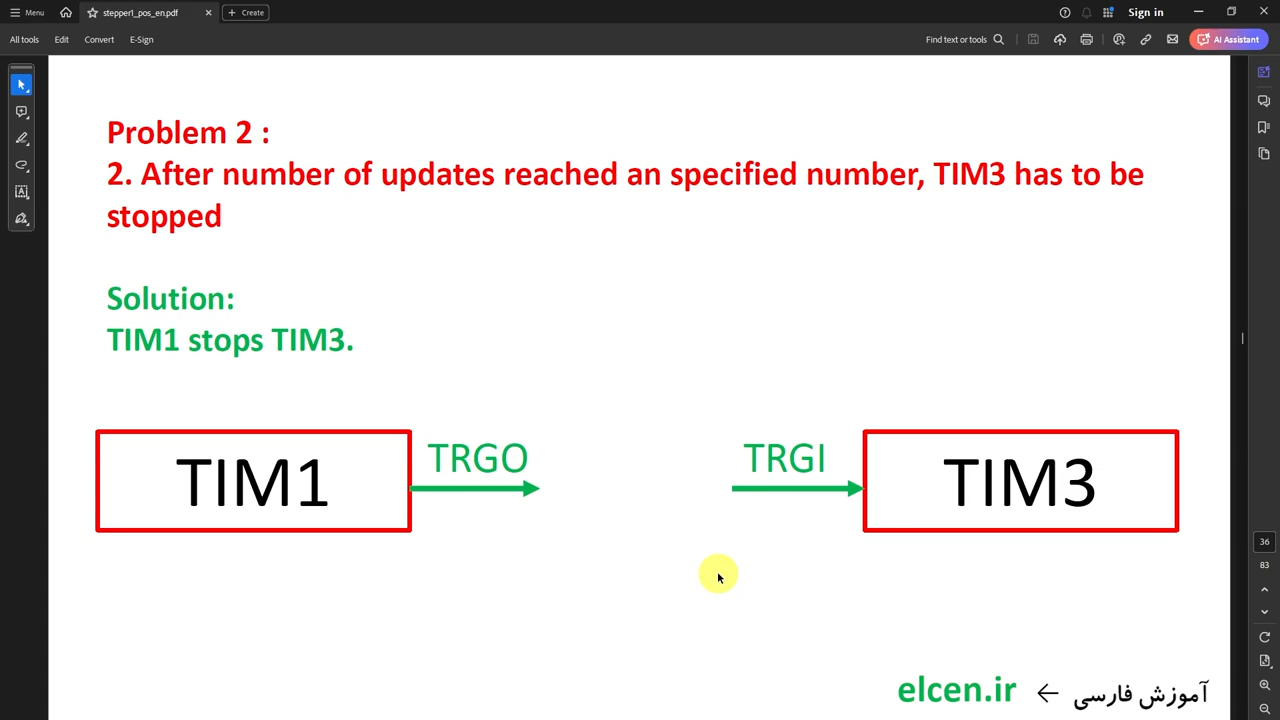 Menu
stepper1_pos_en.pdf
Create
Sign in
All tools
Edit
Convert
E-Sign
Find text or tools
AI Assistant
Problem 2 :
2. After number of updates reached an specified number, TIM3 has to be
stopped
Solution:
TIM1 stops TIM3.
TIM1
TRGO
TRGI
TIM3
36
83
elcen.ir ← آموزش فارسی